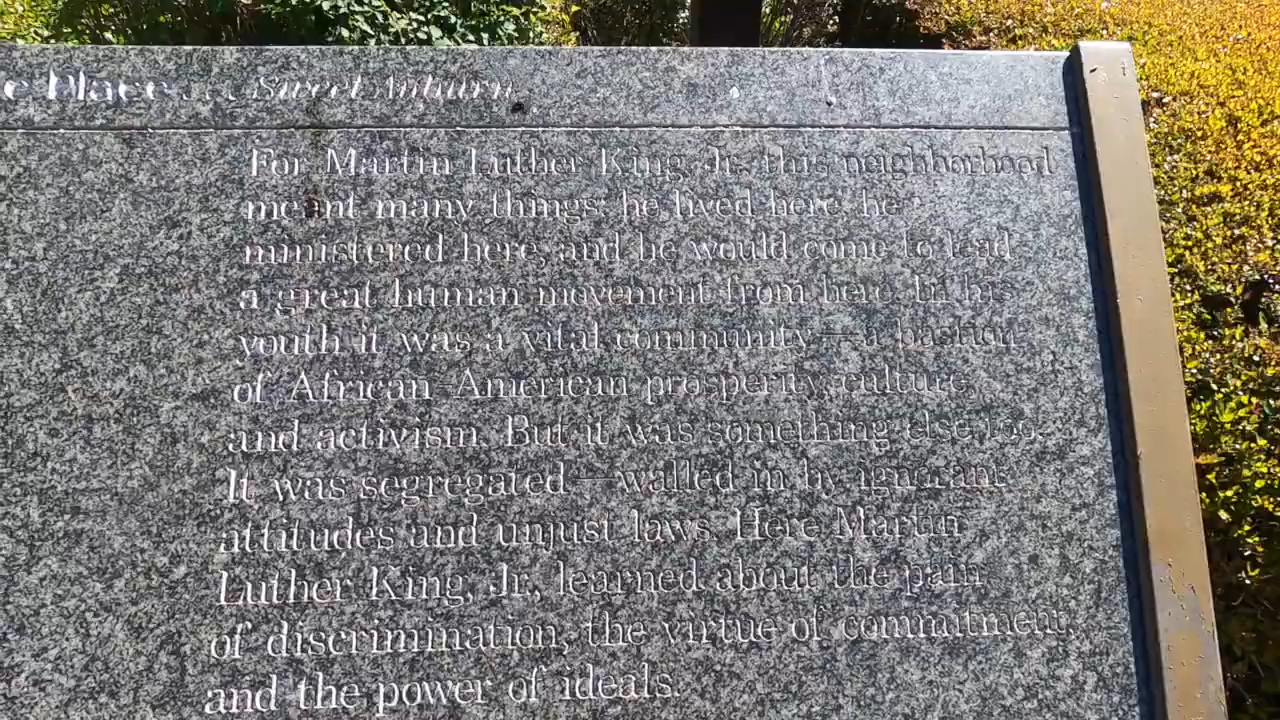 Place Sweet Auburn
For Martin Luther King, Jr., this neighborhood
meant many things: he lived here, he
ministered here, and he would come to lead
a great human movement from here. In his
youth it was a vital community—a bastion
of African-American prosperity, culture,
and activism. But it was something else, too.
It was segregated—walled in by ignorant
attitudes and unjust laws. Here Martin
Luther King, Jr., learned about the pain
of discrimination, the virtue of commitment,
and the power of ideals.